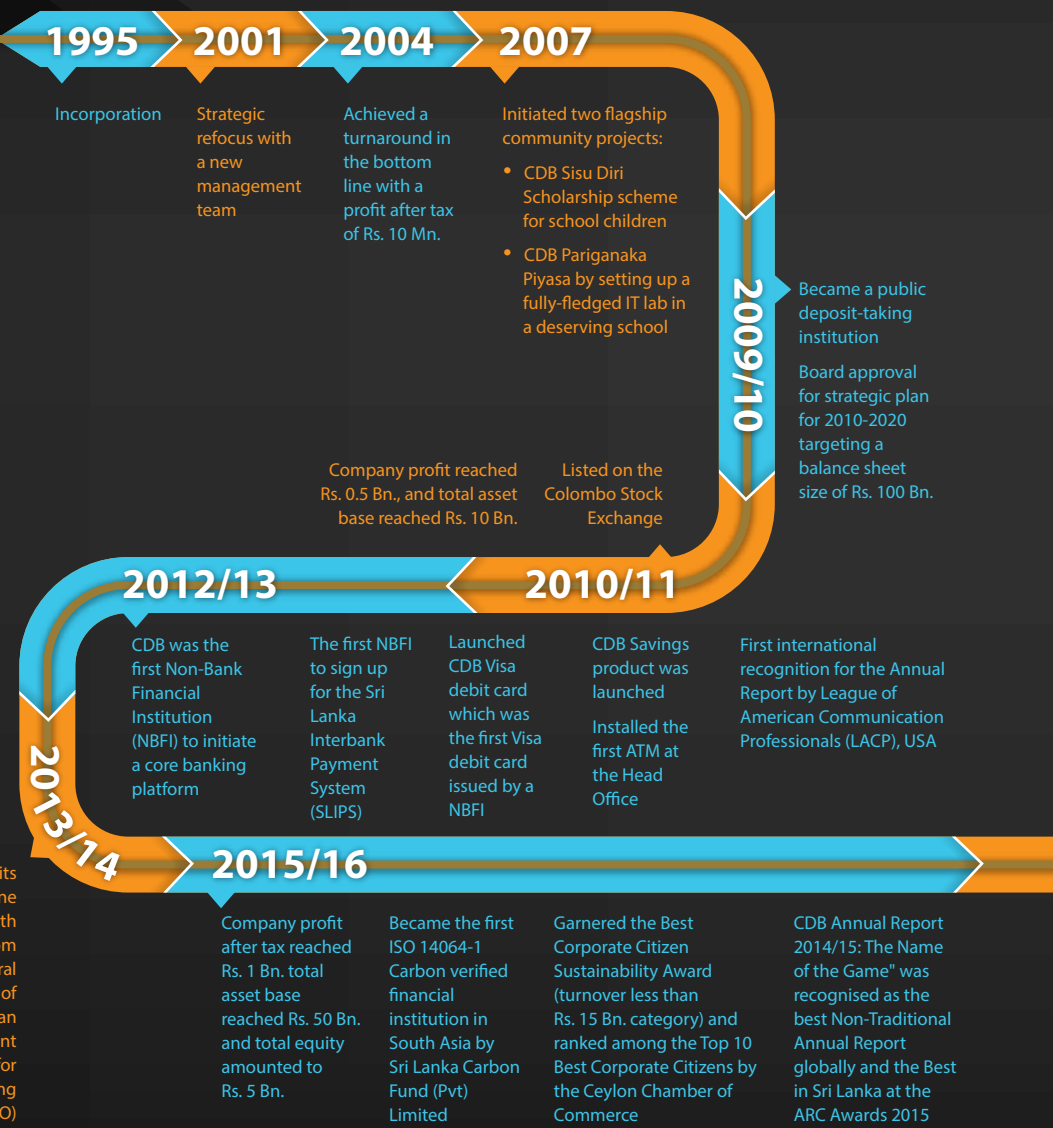 1995
2001
2004
2007
Incorporation
Strategic
refocus with
a new
management
team
Achieved a
turnaround in
the bottom
line with a
profit after tax
of Rs. 10 Mn.
Initiated two flagship
community projects:
• CDB Sisu Diri
Scholarship scheme
for school children
• CDB Pariganaka
Piyasa by setting up a
fully-fledged IT lab in
a deserving school
2009/10
Became a public
deposit-taking
institution
Board approval
for strategic plan
for 2010-2020
targeting a
balance sheet
size of Rs. 100 Bn.
Company profit reached
Rs. 0.5 Bn., and total asset
base reached Rs. 10 Bn.
Listed on the
Colombo Stock
Exchange
2010/11
2012/13
CDB was the
first Non-Bank
Financial
Institution
(NBFI) to initiate
a core banking
platform
The first NBFI
to sign up
for the Sri
Lanka
Interbank
Payment
System
(SLIPS)
Launched
CDB Visa
debit card
which was
the first Visa
debit card
issued by a
NBFI
CDB Savings
product was
launched
Installed the
first ATM at
the Head
Office
First international
recognition for the Annual
Report by League of
American Communication
Professionals (LACP), USA
2013/14
its
of
for
O)
2015/16
Company profit
after tax reached
Rs. 1 Bn. total
asset base
reached Rs. 50 Bn.
and total equity
amounted to
Rs. 5 Bn.
Became the first
ISO 14064-1
Carbon verified
financial
institution in
South Asia by
Sri Lanka Carbon
Fund (Pvt)
Limited
Garnered the Best
Corporate Citizen
Sustainability Award
(turnover less than
Rs. 15 Bn. category) and
ranked among the Top 10
Best Corporate Citizens by
the Ceylon Chamber of
Commerce
CDB Annual Report
2014/15: The Name
of the Game" was
recognised as the
best Non-Traditional
Annual Report
globally and the Best
in Sri Lanka at the
ARC Awards 2015